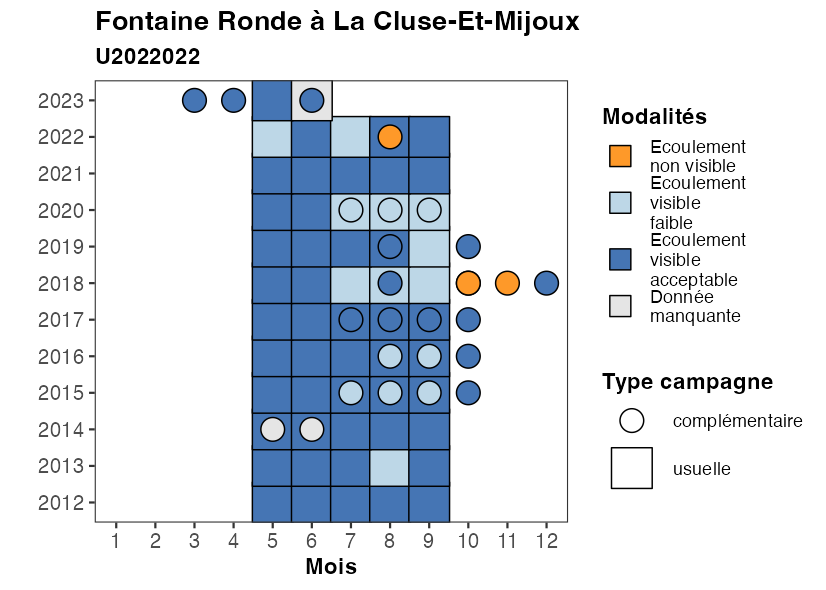 Fontaine Ronde à La Cluse-Et-Mijoux
U2022022
2023
2022
2021
2020
2019
2018
2017
2016
2015
2014
2013
2012
1 2 3 4 5 6 7 8 9 10 11 12
Mois
Modalités
Ecoulement
non visible
Ecoulement
visible
faible
Ecoulement
visible
acceptable
Donnée
manquante
Type campagne
complémentaire
usuelle